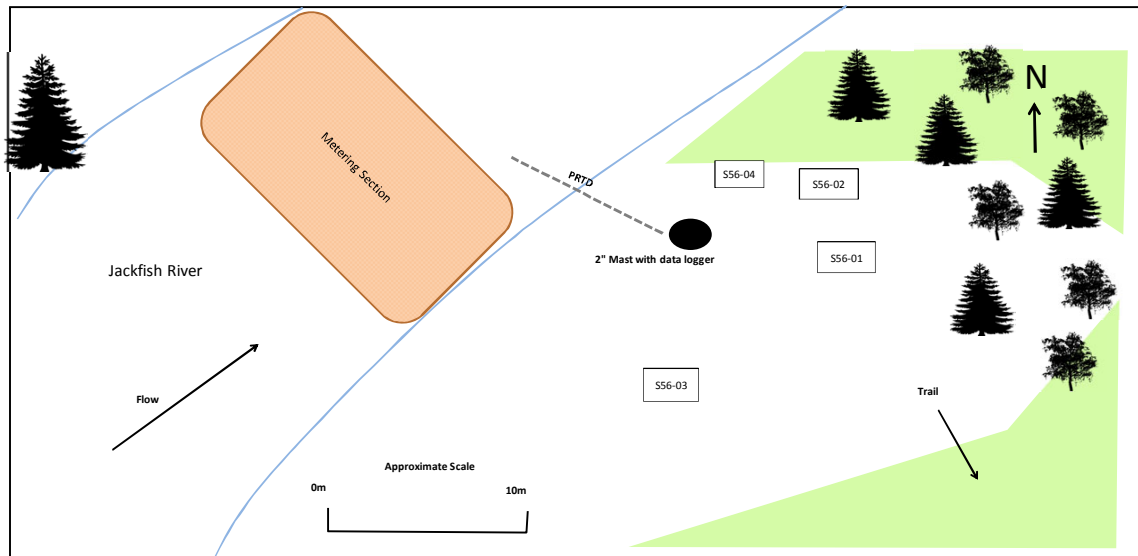 N
Metering Section
PRTD
S56-04
S56-02
2" Mast with data logger
S56-01
Jackfish River
S56-03
Flow
Trail
Approximate Scale
0m
10m